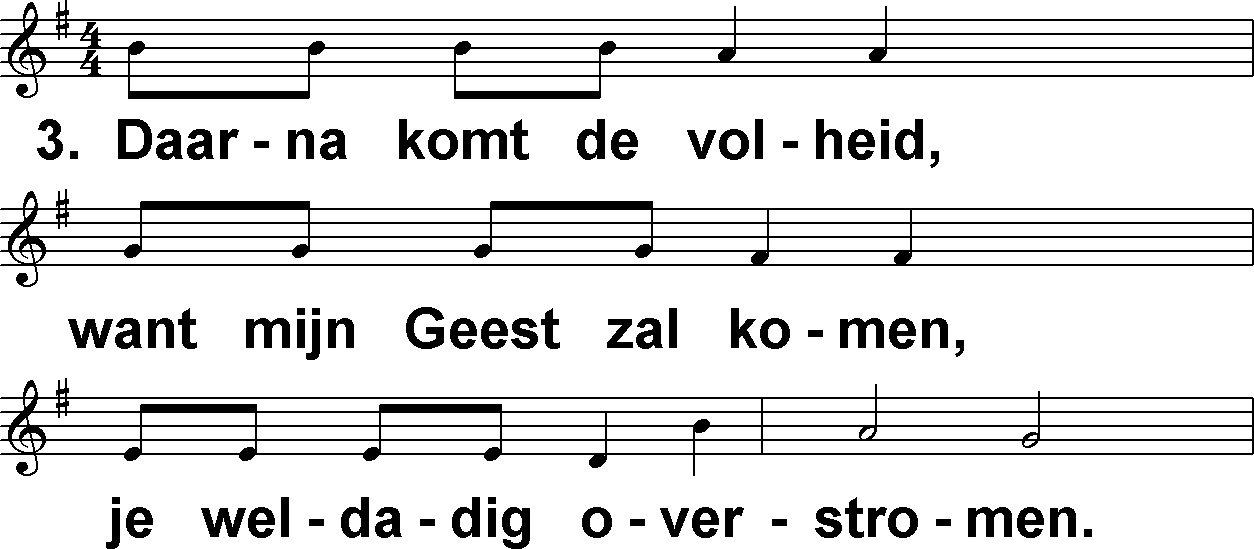 3. Daar - na komt de vol - heid,
want mijn Geest zal ko - men,
je wel - da - dig o - ver - stro - men.